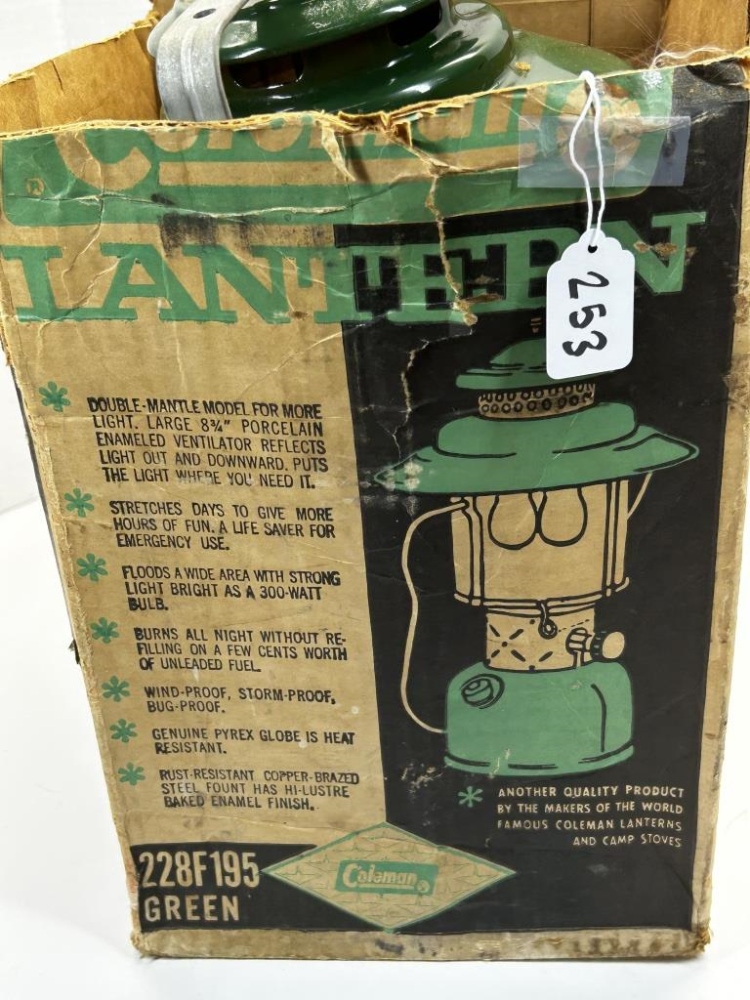 Coleman
®
LANTERN
253
* DOUBLE-MANTLE MODEL FOR MORE
LIGHT. LARGE 8¾" PORCELAIN
ENAMELED VENTILATOR REFLECTS
LIGHT OUT AND DOWNWARD. PUTS
THE LIGHT WHERE YOU NEED IT.
* STRETCHES DAYS TO GIVE MORE
HOURS OF FUN. A LIFE SAVER FOR
EMERGENCY USE.
* FLOODS A WIDE AREA WITH STRONG
LIGHT BRIGHT AS A 300-WATT
BULB.
* BURNS ALL NIGHT WITHOUT RE-
FILLING ON A FEW CENTS WORTH
OF UNLEADED FUEL.
* WIND-PROOF, STORM-PROOF,
BUG-PROOF.
* GENUINE PYREX GLOBE IS HEAT
RESISTANT.
* RUST-RESISTANT COPPER-BRAZED
STEEL FOUNT HAS HI-LUSTRE
BAKED ENAMEL FINISH.
* ANOTHER QUALITY PRODUCT
BY THE MAKERS OF THE WORLD
FAMOUS COLEMAN LANTERNS
AND CAMP STOVES
228F195
GREEN
Coleman ®